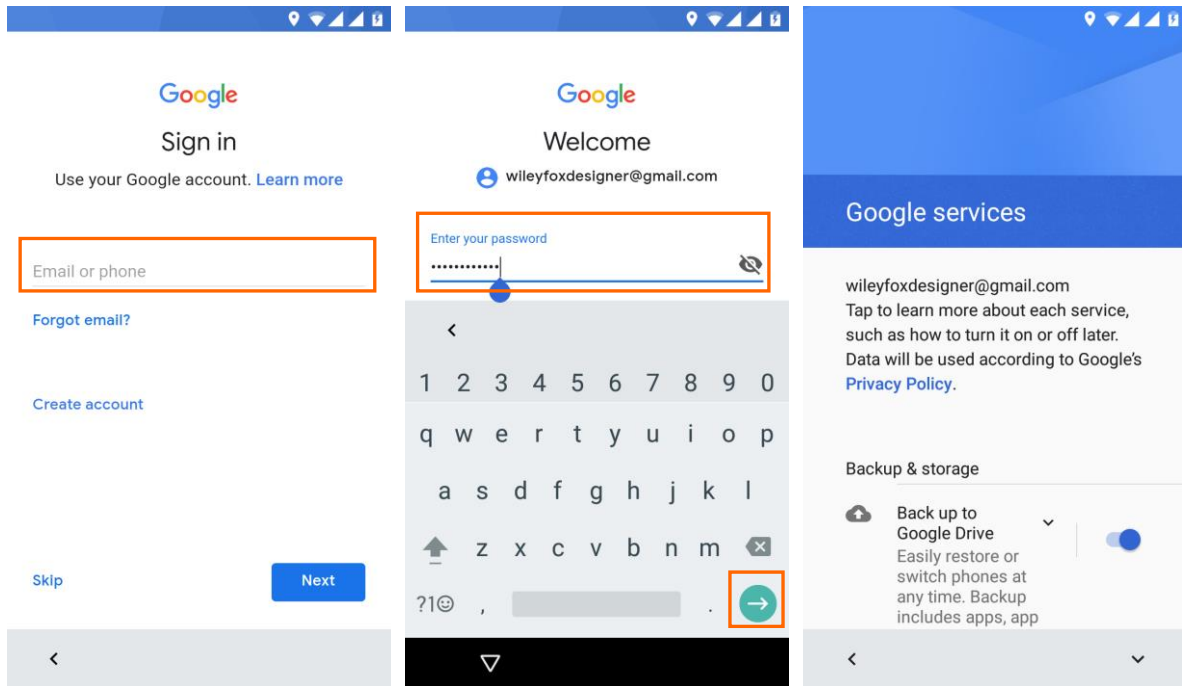 Google
Sign in
Use your Google account. Learn more
Email or phone
Forgot email?
Create account
Skip
Next
Google
Welcome
wileyfoxdesigner@gmail.com
Enter your password
••••••••••••
1 2 3 4 5 6 7 8 9 0
q w e r t y u i o p
a s d f g h j k l
z x c v b n m
?1☺ , .
Google services
wileyfoxdesigner@gmail.com
Tap to learn more about each service,
such as how to turn it on or off later.
Data will be used according to Google's
Privacy Policy.
Backup & storage
Back up to
Google Drive
Easily restore or
switch phones at
any time. Backup
includes apps, app